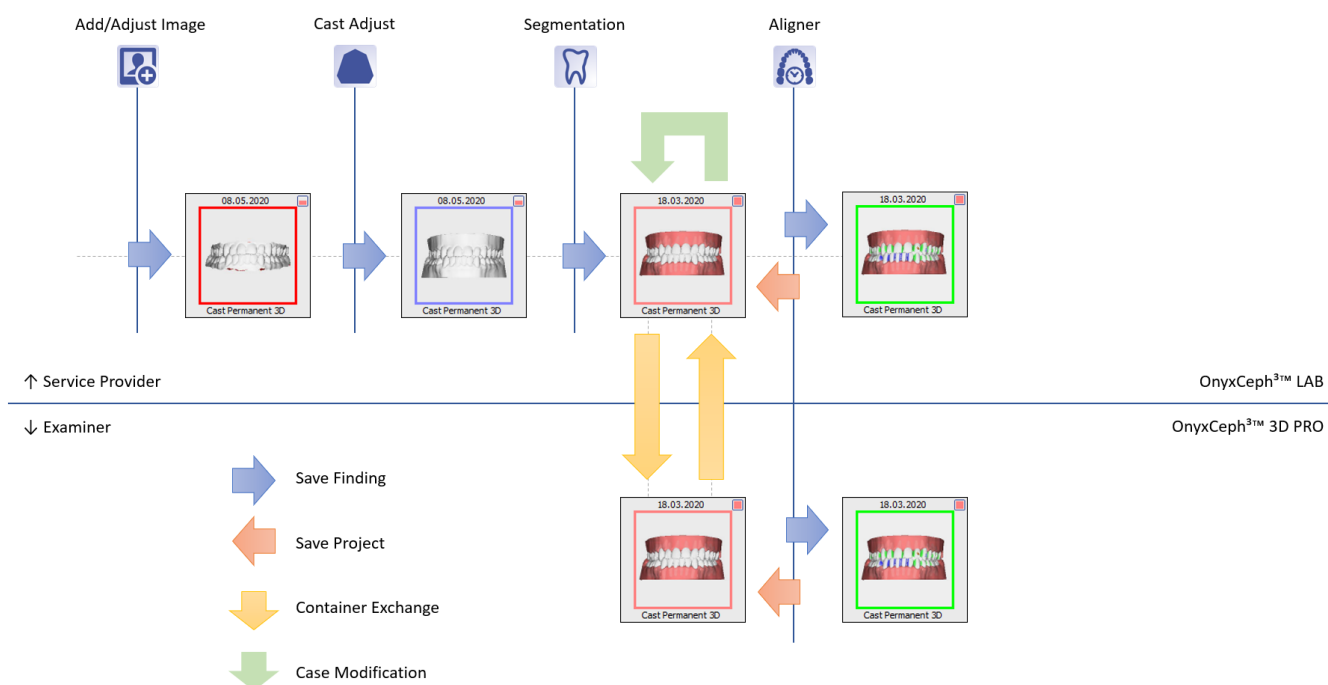 Add/Adjust Image
Cast Adjust
Segmentation
Aligner
08.05.2020
Cast Permanent 3D
08.05.2020
Cast Permanent 3D
18.03.2020
Cast Permanent 3D
18.03.2020
Cast Permanent 3D
↑ Service Provider
OnyxCeph³™ LAB
↓ Examiner
OnyxCeph³™ 3D PRO
Save Finding
Save Project
Container Exchange
Case Modification
18.03.2020
Cast Permanent 3D
18.03.2020
Cast Permanent 3D